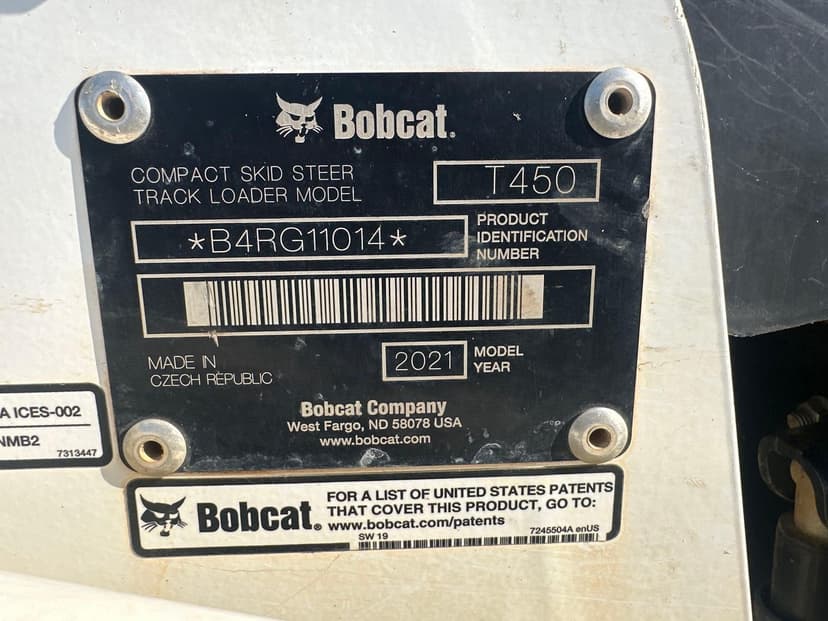 Bobcat.
COMPACT SKID STEER
TRACK LOADER MODEL
T450
*B4RG11014*
PRODUCT
IDENTIFICATION
NUMBER
MADE IN
CZECH REPUBLIC
2021
MODEL
YEAR
Bobcat Company
West Fargo, ND 58078 USA
www.bobcat.com
A ICES-002
NMB2
7313447
Bobcat.
FOR A LIST OF UNITED STATES PATENTS
THAT COVER THIS PRODUCT, GO TO:
www.bobcat.com/patents
7245504A enUS
SW 19